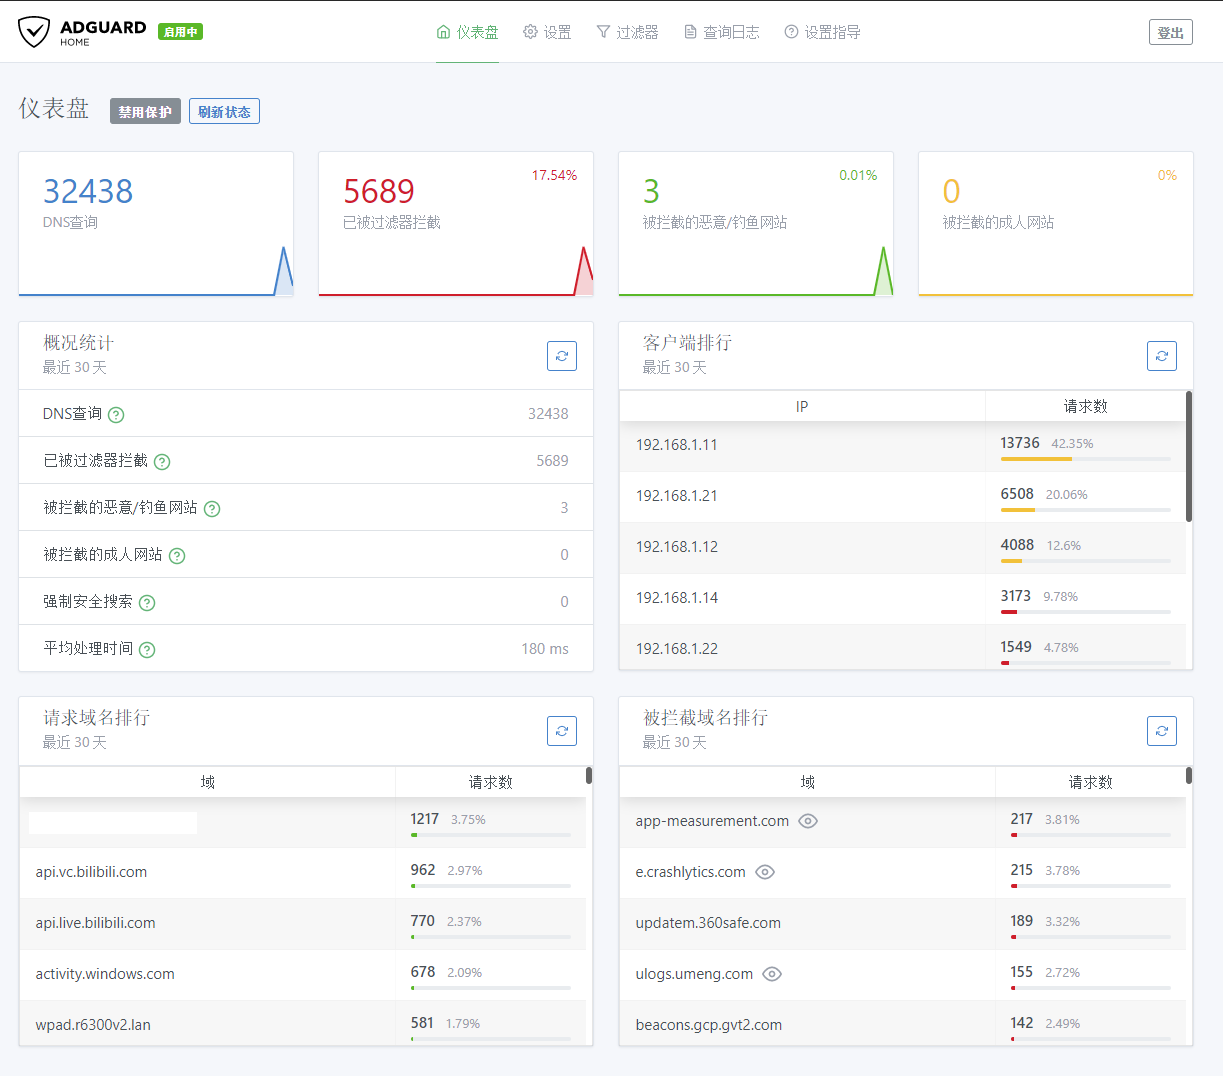 ADGUARD
HOME
启用中
仪表盘
设置
过滤器
查询日志
设置指导
登出
仪表盘
禁用保护
刷新状态
32438
DNS查询
17.54%
5689
已被过滤器拦截
0.01%
3
被拦截的恶意/钓鱼网站
0%
0
被拦截的成人网站
概况统计
最近 30 天
DNS查询
32438
已被过滤器拦截
5689
被拦截的恶意/钓鱼网站
3
被拦截的成人网站
0
强制安全搜索
0
平均处理时间
180 ms
客户端排行
最近 30 天
IP
请求数
192.168.1.11
13736 42.35%
192.168.1.21
6508 20.06%
192.168.1.12
4088 12.6%
192.168.1.14
3173 9.78%
192.168.1.22
1549 4.78%
请求域名排行
最近 30 天
域
请求数
1217 3.75%
api.vc.bilibili.com
962 2.97%
api.live.bilibili.com
770 2.37%
activity.windows.com
678 2.09%
wpad.r6300v2.lan
581 1.79%
被拦截域名排行
最近 30 天
域
请求数
app-measurement.com
217 3.81%
e.crashlytics.com
215 3.78%
updatem.360safe.com
189 3.32%
ulogs.umeng.com
155 2.72%
beacons.gcp.gvt2.com
142 2.49%